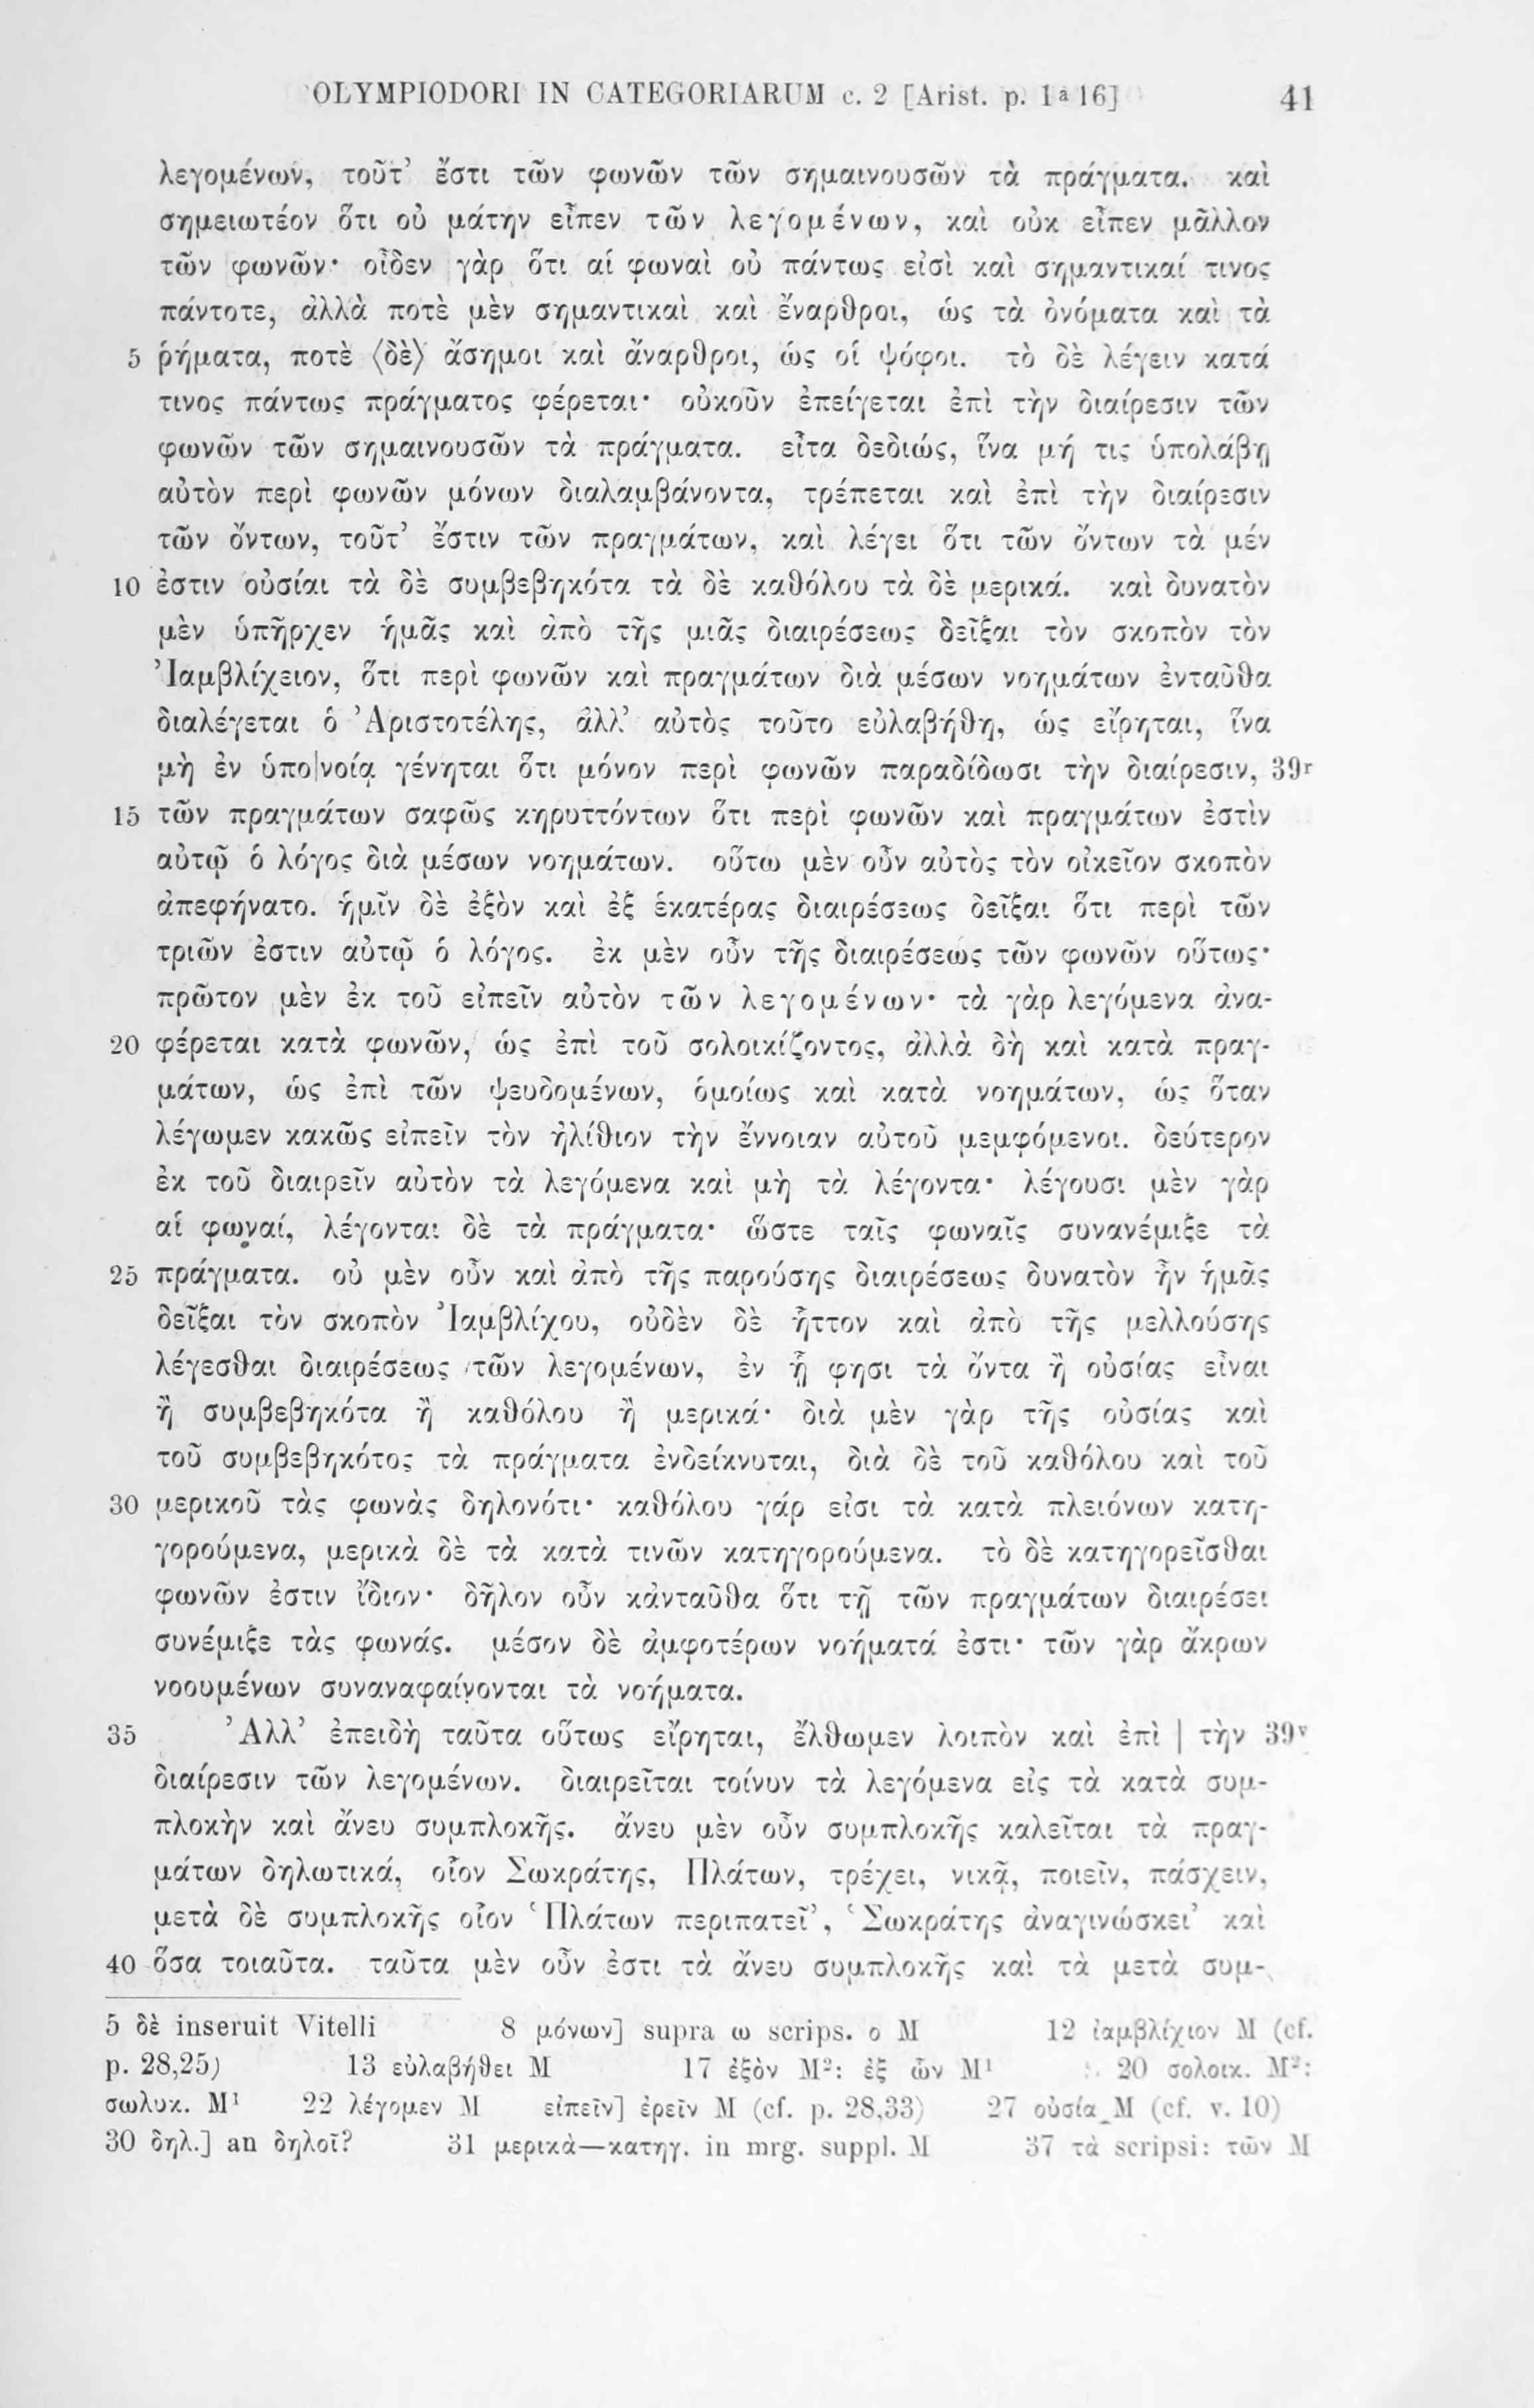 OLYMPIODORI IN CATEGORIARUM c. 2 [Arist. p. 1ª 16] 41
λεγομένων, τοῦτ’ ἔστι τῶν φωνῶν τῶν σημαινουσῶν τὰ πράγματα. καὶ
σημειωτέον ὅτι οὐ μάτην εἶπεν τῶν λεγομένων, καὶ οὐκ εἶπεν μᾶλλον
τῶν φωνῶν· οἶδεν γὰρ ὅτι αἱ φωναὶ οὐ πάντως εἰσὶ καὶ σημαντικαί τινος
πάντοτε, ἀλλὰ ποτὲ μὲν σημαντικαὶ καὶ ἔναρθροι, ὡς τὰ ὀνόματα καὶ τὰ
5 ῥήματα, ποτὲ ⟨δὲ⟩ ἄσημοι καὶ ἄναρθροι, ὡς οἱ ψόφοι. τὸ δὲ λέγειν κατά
τινος πάντως πράγματος φέρεται· οὐκοῦν ἐπείγεται ἐπὶ τὴν διαίρεσιν τῶν
φωνῶν τῶν σημαινουσῶν τὰ πράγματα. εἶτα δεδιώς, ἵνα μή τις ὑπολάβῃ
αὐτὸν περὶ φωνῶν μόνων διαλαμβάνοντα, τρέπεται καὶ ἐπὶ τὴν διαίρεσιν
τῶν ὄντων, τοῦτ’ ἔστιν τῶν πραγμάτων, καὶ λέγει ὅτι τῶν ὄντων τὰ μέν
10 ἐστιν οὐσίαι τὰ δὲ συμβεβηκότα τὰ δὲ καθόλου τὰ δὲ μερικά. καὶ δυνατὸν
μὲν ὑπῆρχεν ἡμᾶς καὶ ἀπὸ τῆς μιᾶς διαιρέσεως δεῖξαι τὸν σκοπὸν τὸν
Ἰαμβλίχειον, ὅτι περὶ φωνῶν καὶ πραγμάτων διὰ μέσων νοημάτων ἐνταῦθα
διαλέγεται ὁ Ἀριστοτέλης, ἀλλ’ αὐτὸς τοῦτο εὐλαβήθη, ὡς εἴρηται, ἵνα
μὴ ἐν ὑπο|νοίᾳ γένηται ὅτι μόνον περὶ φωνῶν παραδίδωσι τὴν διαίρεσιν, 39r
15 τῶν πραγμάτων σαφῶς κηρυττόντων ὅτι περὶ φωνῶν καὶ πραγμάτων ἐστὶν
αὐτῷ ὁ λόγος διὰ μέσων νοημάτων. οὕτω μὲν οὖν αὐτὸς τὸν οἰκεῖον σκοπὸν
ἀπεφήνατο. ἡμῖν δὲ ἐξὸν καὶ ἐξ ἑκατέρας διαιρέσεως δεῖξαι ὅτι περὶ τῶν
τριῶν ἐστιν αὐτῷ ὁ λόγος. ἐκ μὲν οὖν τῆς διαιρέσεως τῶν φωνῶν οὕτως·
πρῶτον μὲν ἐκ τοῦ εἰπεῖν αὐτὸν τῶν λεγομένων· τὰ γὰρ λεγόμενα ἀνα-
20 φέρεται κατὰ φωνῶν, ὡς ἐπὶ τοῦ σολοικίζοντος, ἀλλὰ δὴ καὶ κατὰ πραγ-
μάτων, ὡς ἐπὶ τῶν ψευδομένων, ὁμοίως καὶ κατὰ νοημάτων, ὡς ὅταν
λέγωμεν κακῶς εἰπεῖν τὸν ἠλίθιον τὴν ἔννοιαν αὐτοῦ μεμφόμενοι. δεύτερον
ἐκ τοῦ διαιρεῖν αὐτὸν τὰ λεγόμενα καὶ μὴ τὰ λέγοντα· λέγουσι μὲν γὰρ
αἱ φωναί, λέγονται δὲ τὰ πράγματα· ὥστε ταῖς φωναῖς συνανέμιξε τὰ
25 πράγματα. οὐ μὲν οὖν καὶ ἀπὸ τῆς παρούσης διαιρέσεως δυνατὸν ἦν ἡμᾶς
δεῖξαι τὸν σκοπὸν Ἰαμβλίχου, οὐδὲν δὲ ἧττον καὶ ἀπὸ τῆς μελλούσης
λέγεσθαι διαιρέσεως τῶν λεγομένων, ἐν ᾗ φησι τὰ ὄντα ἢ οὐσίας εἶναι
ἢ συμβεβηκότα ἢ καθόλου ἢ μερικά· διὰ μὲν γὰρ τῆς οὐσίας καὶ
τοῦ συμβεβηκότος τὰ πράγματα ἐνδείκνυται, διὰ δὲ τοῦ καθόλου καὶ τοῦ
30 μερικοῦ τὰς φωνὰς δηλονότι· καθόλου γάρ εἰσι τὰ κατὰ πλειόνων κατη-
γορούμενα, μερικὰ δὲ τὰ κατὰ τινῶν κατηγορούμενα. τὸ δὲ κατηγορεῖσθαι
φωνῶν ἐστιν ἴδιον· δῆλον οὖν κἀνταῦθα ὅτι τῇ τῶν πραγμάτων διαιρέσει
συνέμιξε τὰς φωνάς. μέσον δὲ ἀμφοτέρων νοήματά ἐστι· τῶν γὰρ ἄκρων
νοουμένων συναναφαίνονται τὰ νοήματα.
35 Ἀλλ’ ἐπειδὴ ταῦτα οὕτως εἴρηται, ἔλθωμεν λοιπὸν καὶ ἐπὶ | τὴν 39v
διαίρεσιν τῶν λεγομένων. διαιρεῖται τοίνυν τὰ λεγόμενα εἰς τὰ κατὰ συμ-
πλοκὴν καὶ ἄνευ συμπλοκῆς. ἄνευ μὲν οὖν συμπλοκῆς καλεῖται τὰ πραγ-
μάτων δηλωτικά, οἷον Σωκράτης, Πλάτων, τρέχει, νικᾷ, ποιεῖν, πάσχειν,
μετὰ δὲ συμπλοκῆς οἷον ‘Πλάτων περιπατεῖ’, ‘Σωκράτης ἀναγινώσκει’ καὶ
40 ὅσα τοιαῦτα. ταῦτα μὲν οὖν ἐστι τὰ ἄνευ συμπλοκῆς καὶ τὰ μετὰ συμ-
5 δὲ inseruit Vitelli 8 μόνων] supra ω scrips. ο M 12 ἰαμβλίχιον M (cf.
p. 28,25) 13 εὐλαβήθει M 17 ἐξὸν M²: ἐξ ὧν M¹ 20 σολοικ. M²:
σωλυκ. M¹ 22 λέγομεν M εἰπεῖν] ἐρεῖν M (cf. p. 28,33) 27 οὐσία M (cf. v. 10)
30 δηλ.] an δηλοῖ? 31 μερικὰ—κατηγ. in mrg. suppl. M 37 τὰ scripsi: τῶν M